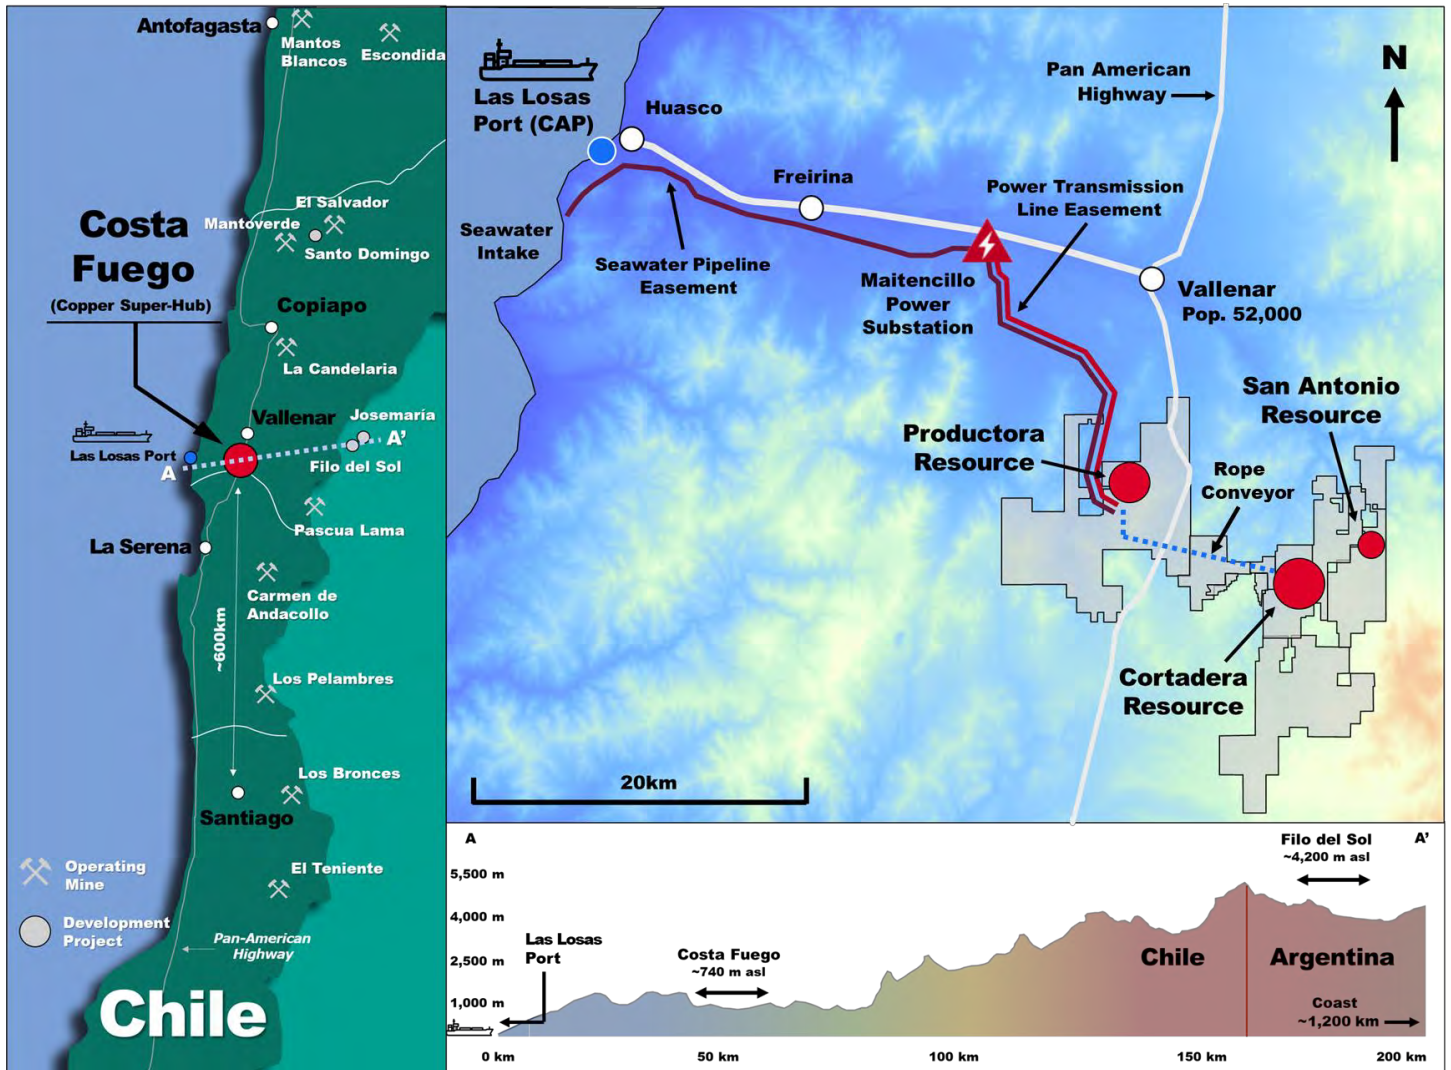 Antofagasta
Mantos
Blancos
Escondida
El Salvador
Mantoverde
Santo Domingo
Costa
Fuego
(Copper Super-Hub)
Copiapo
La Candelaria
Vallenar
Josemaría
Las Losas Port
A
A’
Filo del Sol
Pascua Lama
La Serena
Carmen de
Andacollo
~600km
Los Pelambres
Los Bronces
Santiago
El Teniente
Operating
Mine
Development
Project
Pan-American
Highway
Chile
Las Losas
Port (CAP)
Huasco
Pan American
Highway
N
Freirina
Power Transmission
Line Easement
Seawater
Intake
Seawater Pipeline
Easement
Maitencillo
Power
Substation
Vallenar
Pop. 52,000
San Antonio
Resource
Productora
Resource
Rope
Conveyor
Cortadera
Resource
20km
A
Filo del Sol
~4,200 m asl
A’
5,500 m
4,000 m
2,500 m
1,000 m
Las Losas
Port
Costa Fuego
~740 m asl
Chile
Argentina
Coast
~1,200 km
0 km
50 km
100 km
150 km
200 km